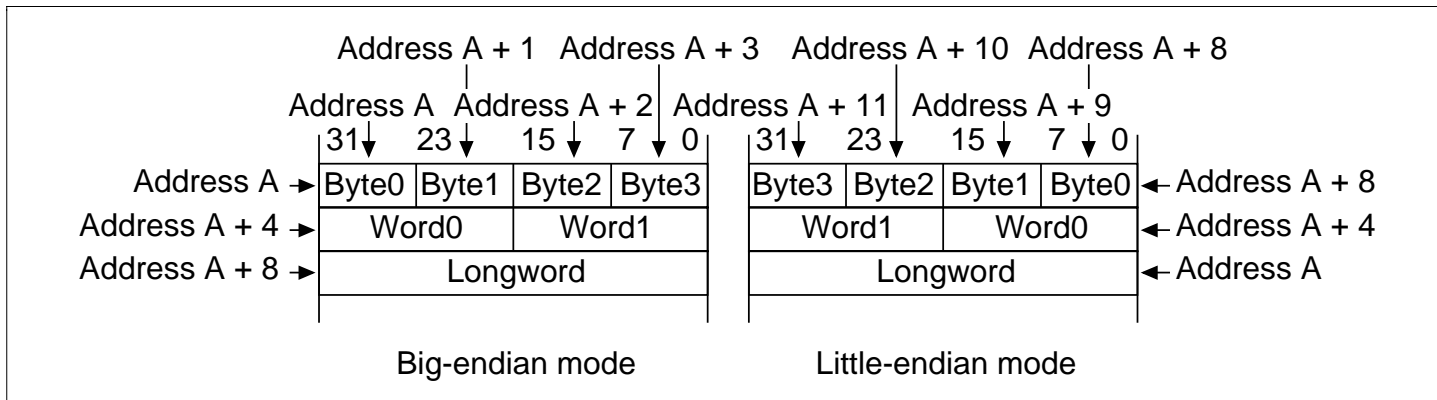 Address A + 1 Address A + 3 Address A + 10 Address A + 8
Address A Address A + 2 Address A + 11 Address A + 9
31 23 15 7 0 31 23 15 7 0
Address A Byte0 Byte1 Byte2 Byte3 Byte3 Byte2 Byte1 Byte0 Address A + 8
Address A + 4 Word0 Word1 Word1 Word0 Address A + 4
Address A + 8 Longword Longword Address A
Big-endian mode Little-endian mode